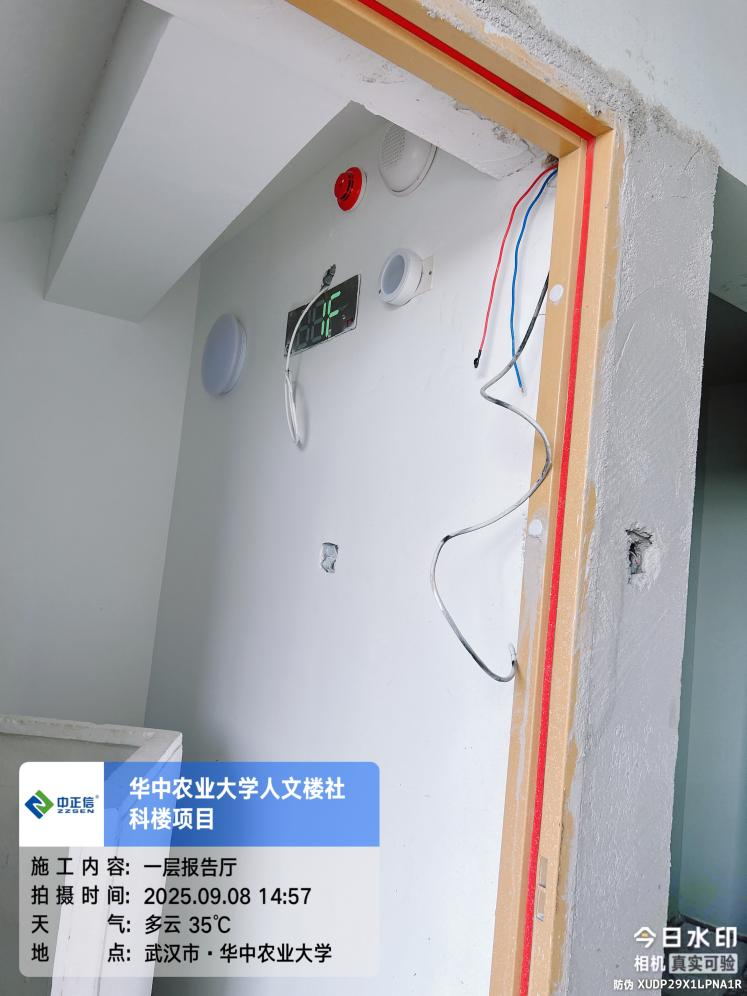 1F
中正信®
ZZSEN
华中农业大学人文楼社
科楼项目
施工内容: 一层报告厅
拍摄时间: 2025.09.08 14:57
天气: 多云 35℃
地点: 武汉市·华中农业大学
今日水印
相机 真实可验
防伪 XUDP29X1LPNA1R